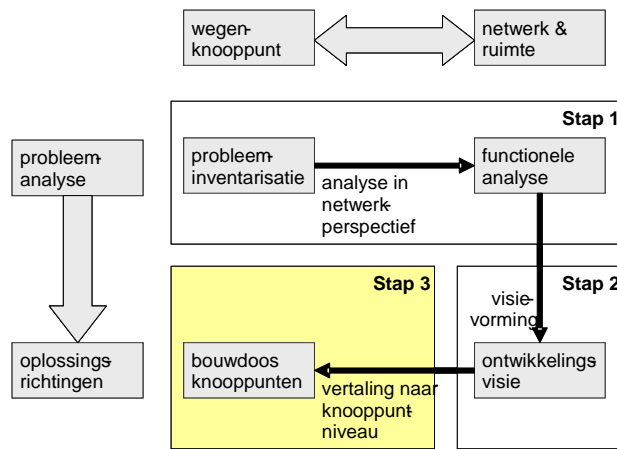 wegen-
knooppunt
netwerk &
ruimte
Stap 1
probleem-
analyse
probleem-
inventarisatie
analyse in
netwerk-
perspectief
functionele
analyse
Stap 3
Stap 2
visie-
vorming
oplossings-
richtingen
bouwdoos
knooppunten
vertaling naar
knooppunt-
niveau
ontwikkelings-
visie